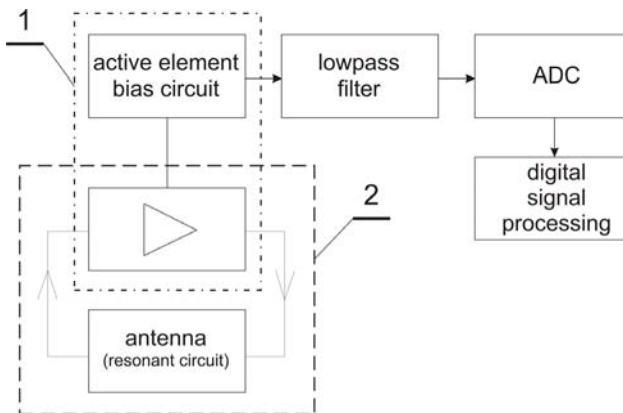 1
active element
bias circuit
lowpass
filter
ADC
digital
signal
processing
2
antenna
(resonant circuit)